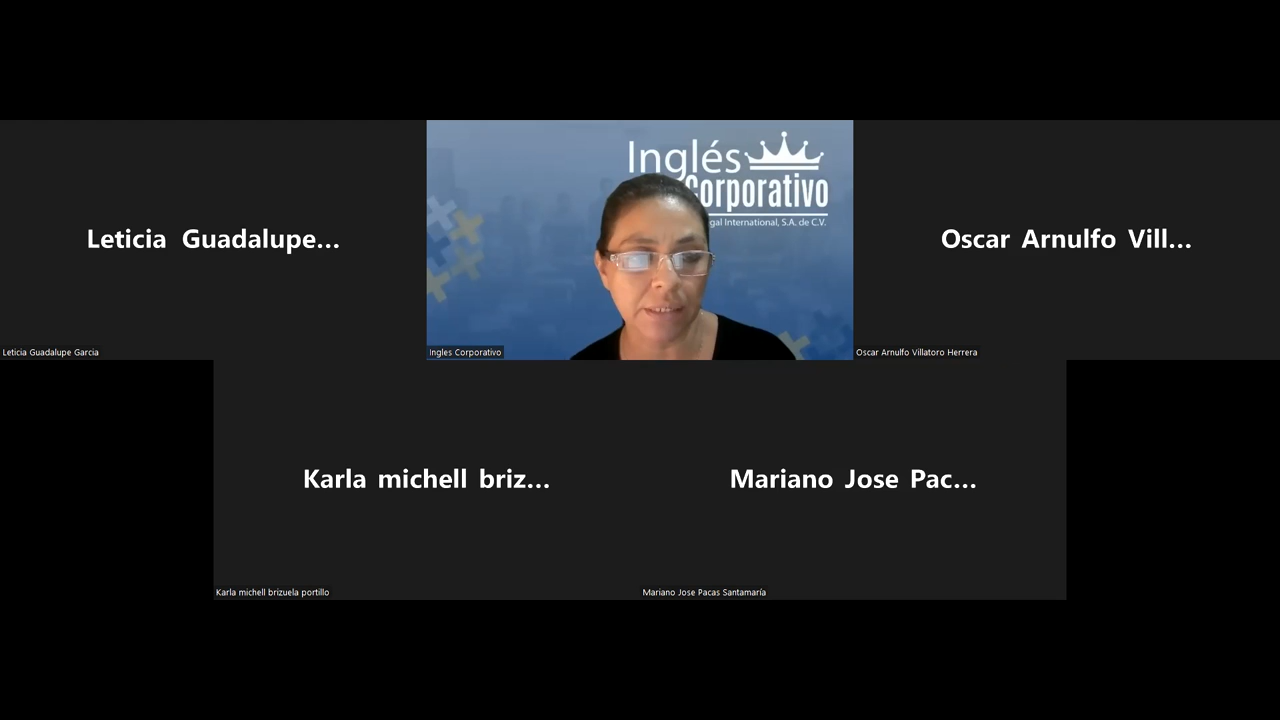 Leticia Guadalupe...
Leticia Guadalupe Garcia
Inglés
Corporativo
gal International, S.A. de C.V.
Ingles Corporativo
Oscar Arnulfo Vill...
Oscar Arnulfo Villatoro Herrera
Karla michell briz...
Karla michell brizuela portillo
Mariano Jose Pac...
Mariano Jose Pacas Santamaría